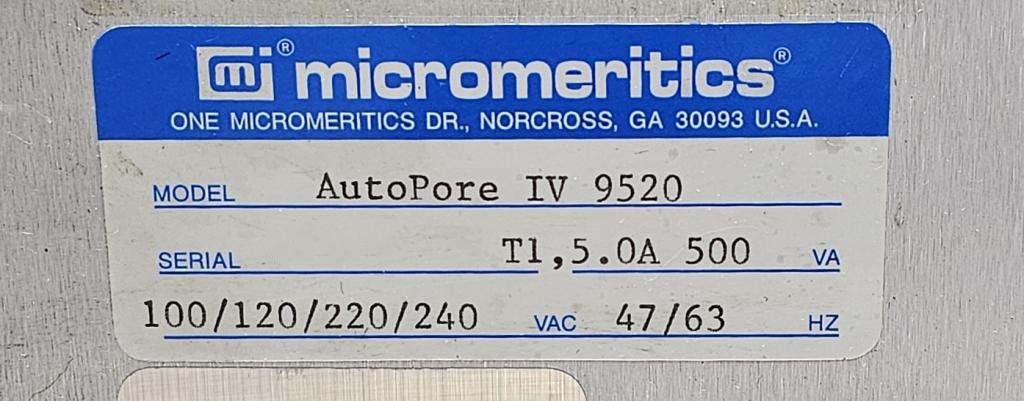 mi® micromeritics®
ONE MICROMERITICS DR., NORCROSS, GA 30093 U.S.A.
MODEL AutoPore IV 9520
SERIAL T1,5.0A 500 VA
100/120/220/240 VAC 47/63 HZ